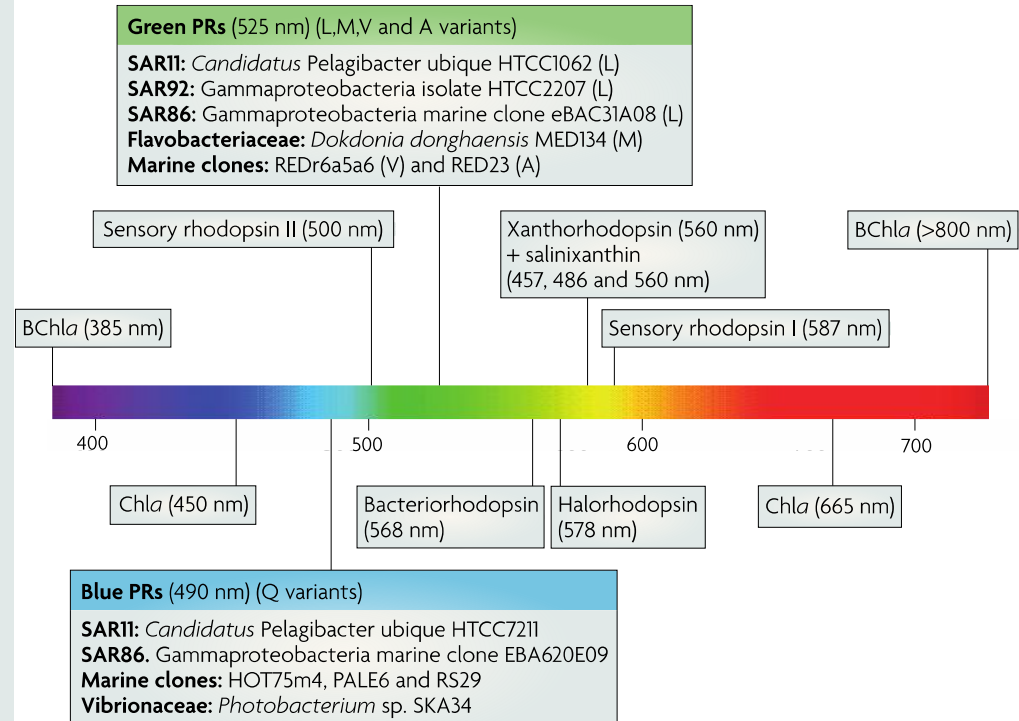 Green PRs (525 nm) (L,M,V and A variants)
SAR11: Candidatus Pelagibacter ubique HTCC1062 (L)
SAR92: Gammaproteobacteria isolate HTCC2207 (L)
SAR86: Gammaproteobacteria marine clone eBAC31A08 (L)
Flavobacteriaceae: Dokdonia donghaensis MED134 (M)
Marine clones: REDr6a5a6 (V) and RED23 (A)
Sensory rhodopsin II (500 nm)
Xanthorhodopsin (560 nm)
+ salinixanthin
(457, 486 and 560 nm)
BChla (>800 nm)
BChla (385 nm)
Sensory rhodopsin I (587 nm)
400
500
600
700
Chla (450 nm)
Bacteriorhodopsin
(568 nm)
Halorhodopsin
(578 nm)
Chla (665 nm)
Blue PRs (490 nm) (Q variants)
SAR11: Candidatus Pelagibacter ubique HTCC7211
SAR86. Gammaproteobacteria marine clone EBA620E09
Marine clones: HOT75m4, PALE6 and RS29
Vibrionaceae: Photobacterium sp. SKA34